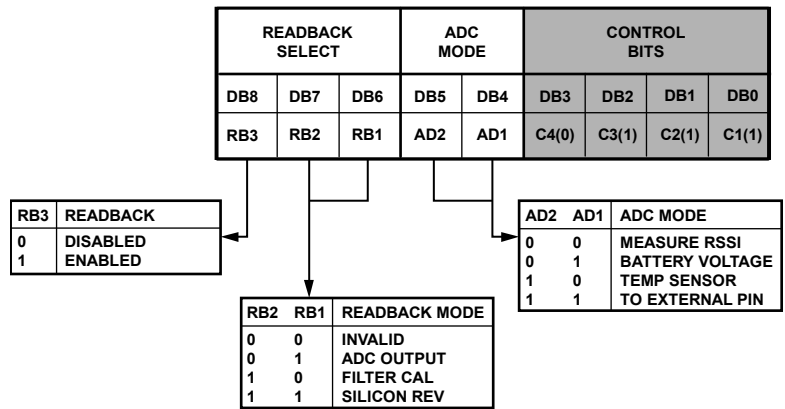 READBACK SELECT
ADC MODE
CONTROL BITS
DB8 DB7 DB6 DB5 DB4 DB3 DB2 DB1 DB0
RB3 RB2 RB1 AD2 AD1 C4(0) C3(1) C2(1) C1(1)
RB3 READBACK
0 DISABLED
1 ENABLED
RB2 RB1 READBACK MODE
0 0 INVALID
0 1 ADC OUTPUT
1 0 FILTER CAL
1 1 SILICON REV
AD2 AD1 ADC MODE
0 0 MEASURE RSSI
0 1 BATTERY VOLTAGE
1 0 TEMP SENSOR
1 1 TO EXTERNAL PIN